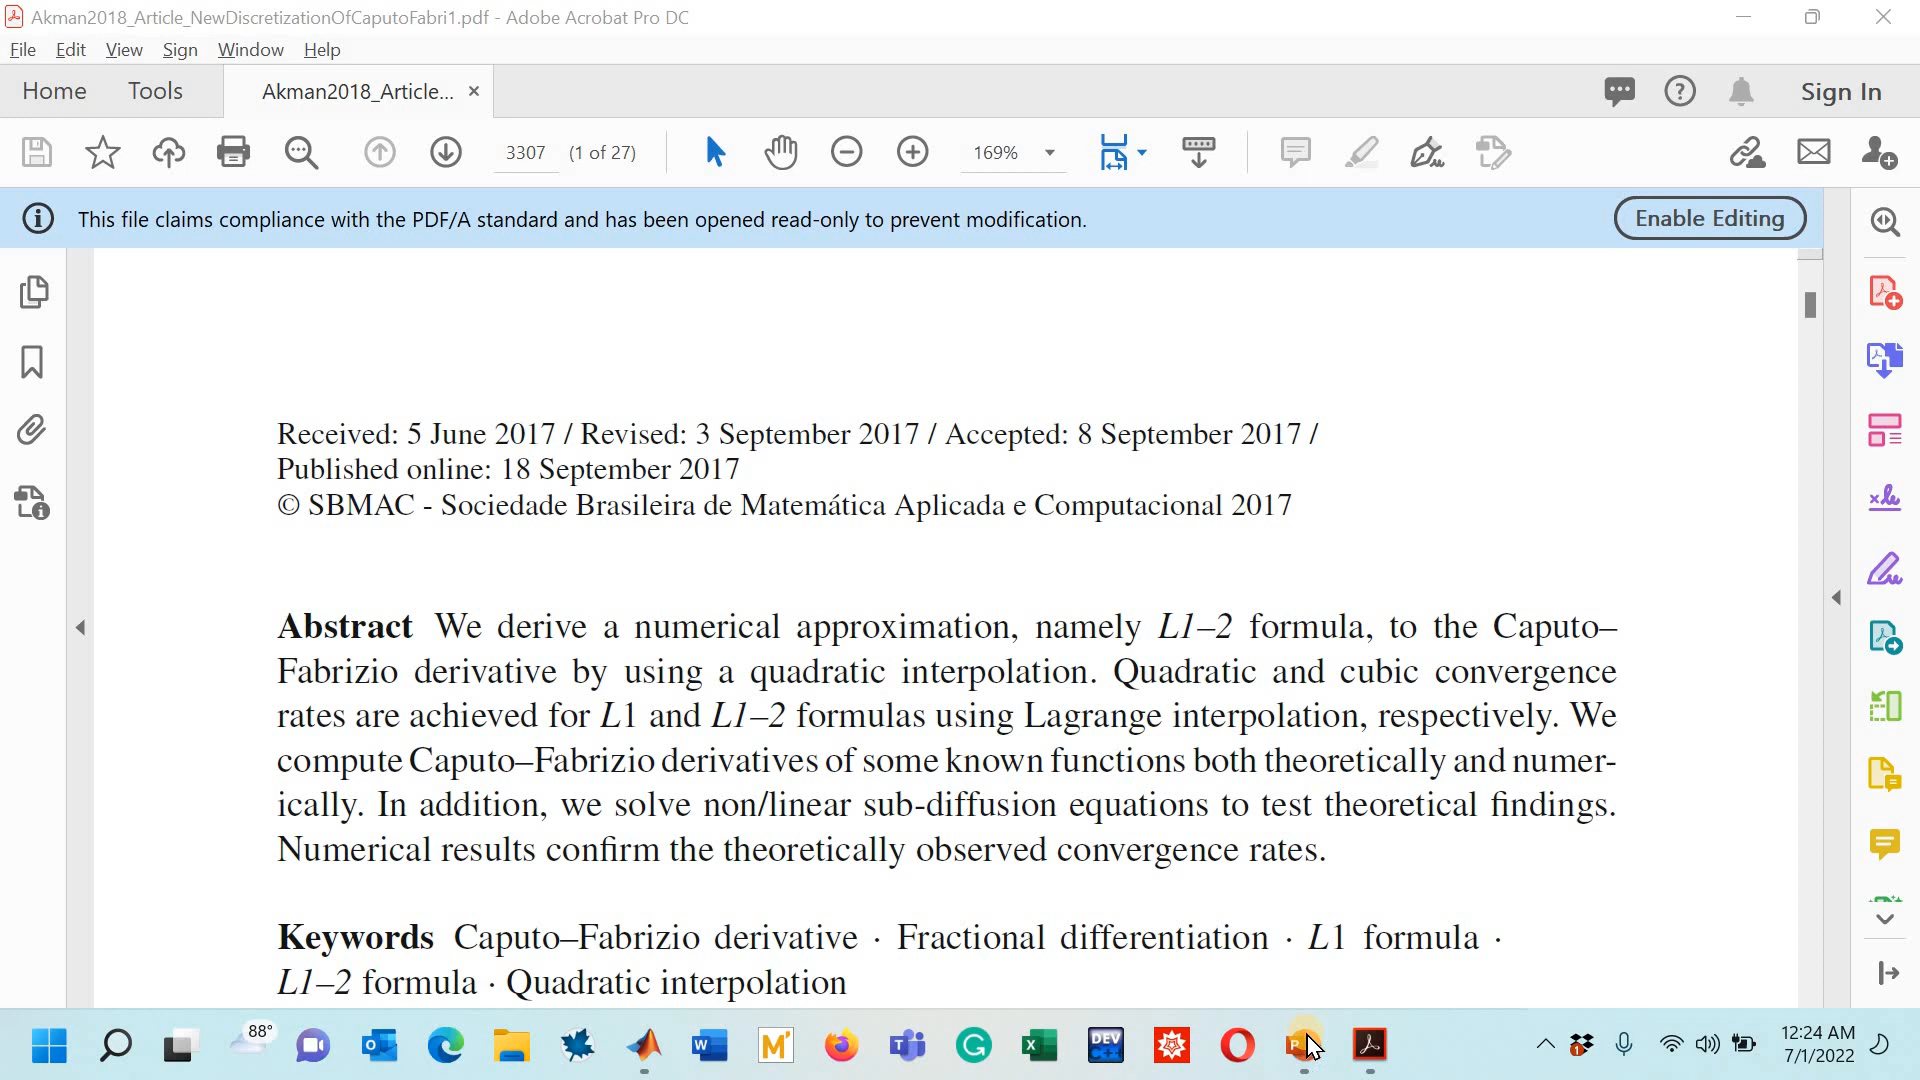 Akman2018_Article_NewDiscretizationOfCaputoFabri1.pdf - Adobe Acrobat Pro DC
File Edit View Sign Window Help
Home Tools Akman2018_Article... × Sign In
3307 (1 of 27) 169%
This file claims compliance with the PDF/A standard and has been opened read-only to prevent modification. Enable Editing
Received: 5 June 2017 / Revised: 3 September 2017 / Accepted: 8 September 2017 /
Published online: 18 September 2017
© SBMAC - Sociedade Brasileira de Matemática Aplicada e Computacional 2017
Abstract We derive a numerical approximation, namely L1–2 formula, to the Caputo–
Fabrizio derivative by using a quadratic interpolation. Quadratic and cubic convergence
rates are achieved for L1 and L1–2 formulas using Lagrange interpolation, respectively. We
compute Caputo–Fabrizio derivatives of some known functions both theoretically and numer-
ically. In addition, we solve non/linear sub-diffusion equations to test theoretical findings.
Numerical results confirm the theoretically observed convergence rates.
Keywords Caputo–Fabrizio derivative · Fractional differentiation · L1 formula ·
L1–2 formula · Quadratic interpolation
88°
DEV C++
12:24 AM
7/1/2022